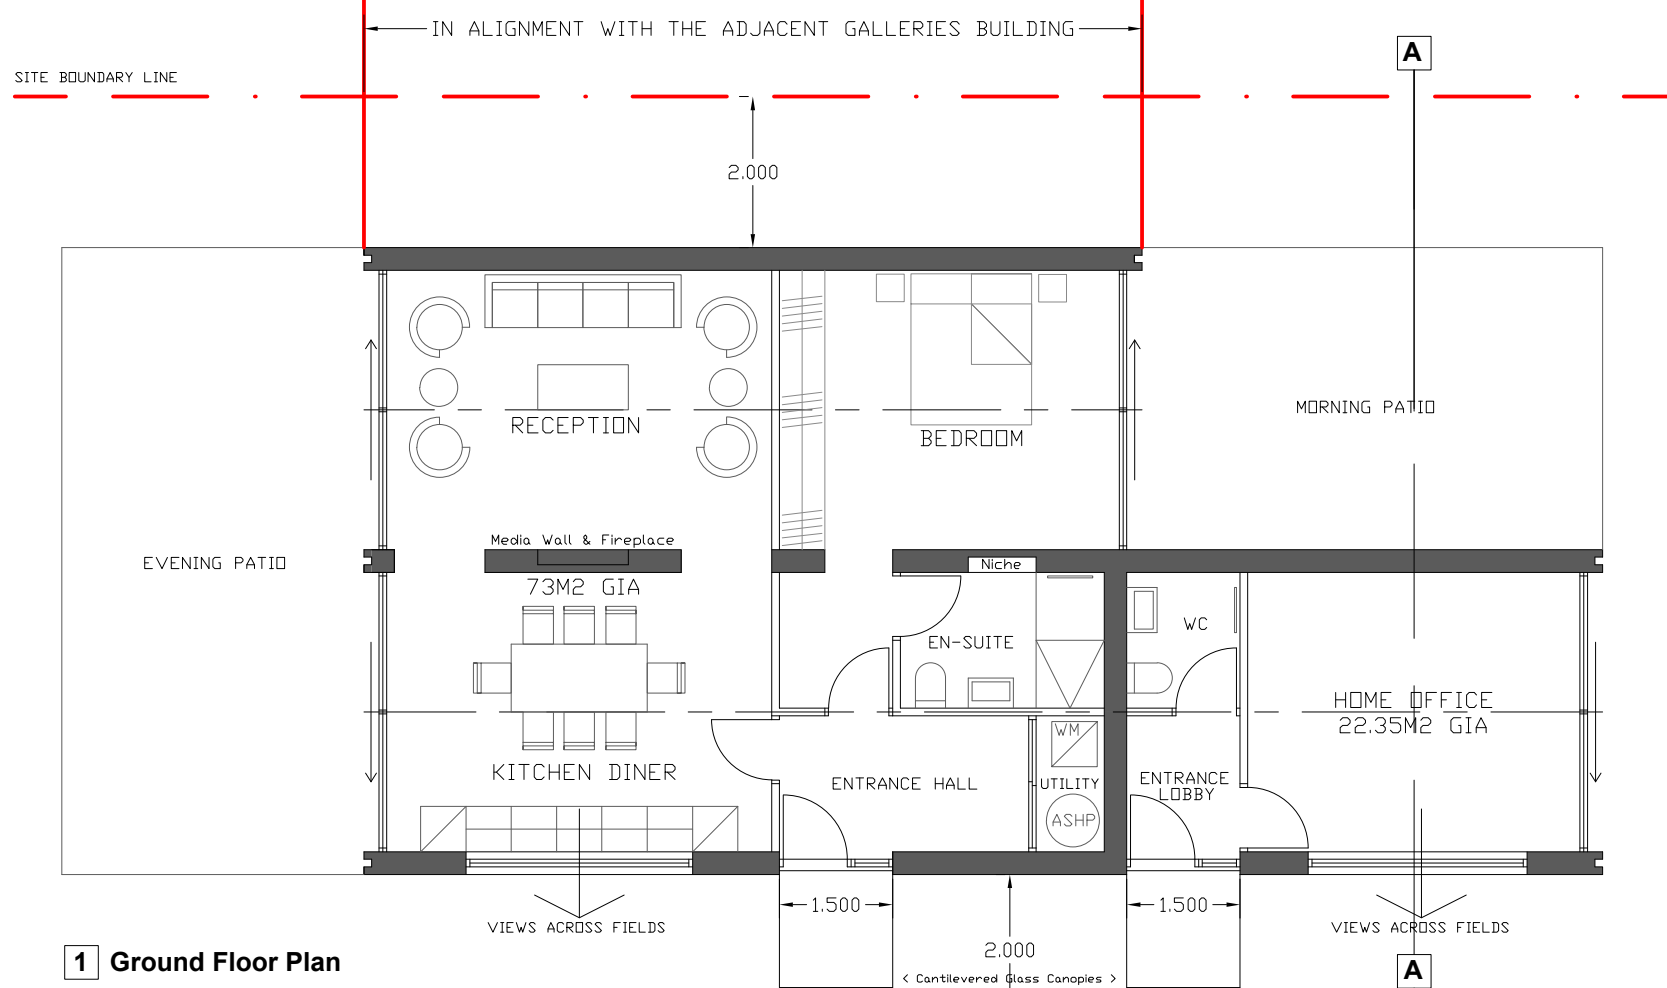 IN ALIGNMENT WITH THE ADJACENT GALLERIES BUILDING
A
SITE BOUNDARY LINE
2.000
RECEPTION
BEDROOM
MORNING PATIO
Media Wall & Fireplace
EVENING PATIO
Niche
73M2 GIA
WC
EN-SUITE
HOME OFFICE
22.35M2 GIA
WM
KITCHEN DINER
ENTRANCE HALL
UTILITY
ENTRANCE
LOBBY
ASHP
1.500
1.500
VIEWS ACROSS FIELDS
VIEWS ACROSS FIELDS
2.000
1 Ground Floor Plan
< Cantilevered Glass Canopies >
A